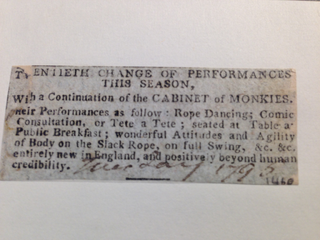 TWENTIETH CHANGE OF PERFORMANCES
THIS SEASON,
With a Continuation of the CABINET of MONKIES.
heir Performances as follow: Rope Dancing; Comic
Consultation, or Tete a Tete; seated at Table a
Public Breakfast; wonderful Attitudes and Agility
of Body on the Slack Rope, on full Swing, &c. &c.
entirely new in England, and positively beyond human
credibility.